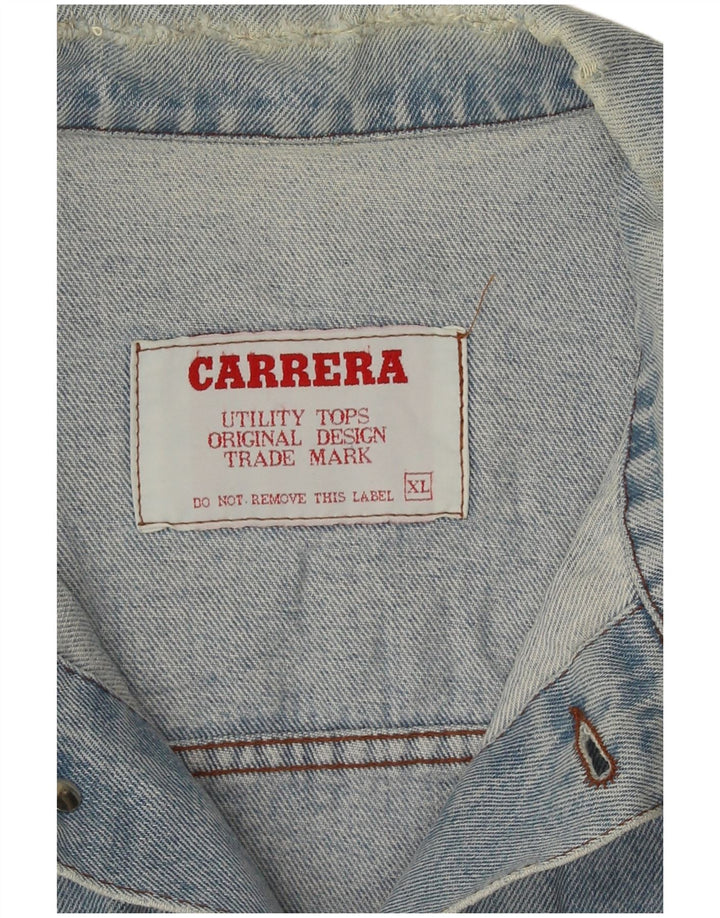 CARRERA
UTILITY TOPS
ORIGINAL DESIGN
TRADE MARK
DO NOT REMOVE THIS LABEL XL